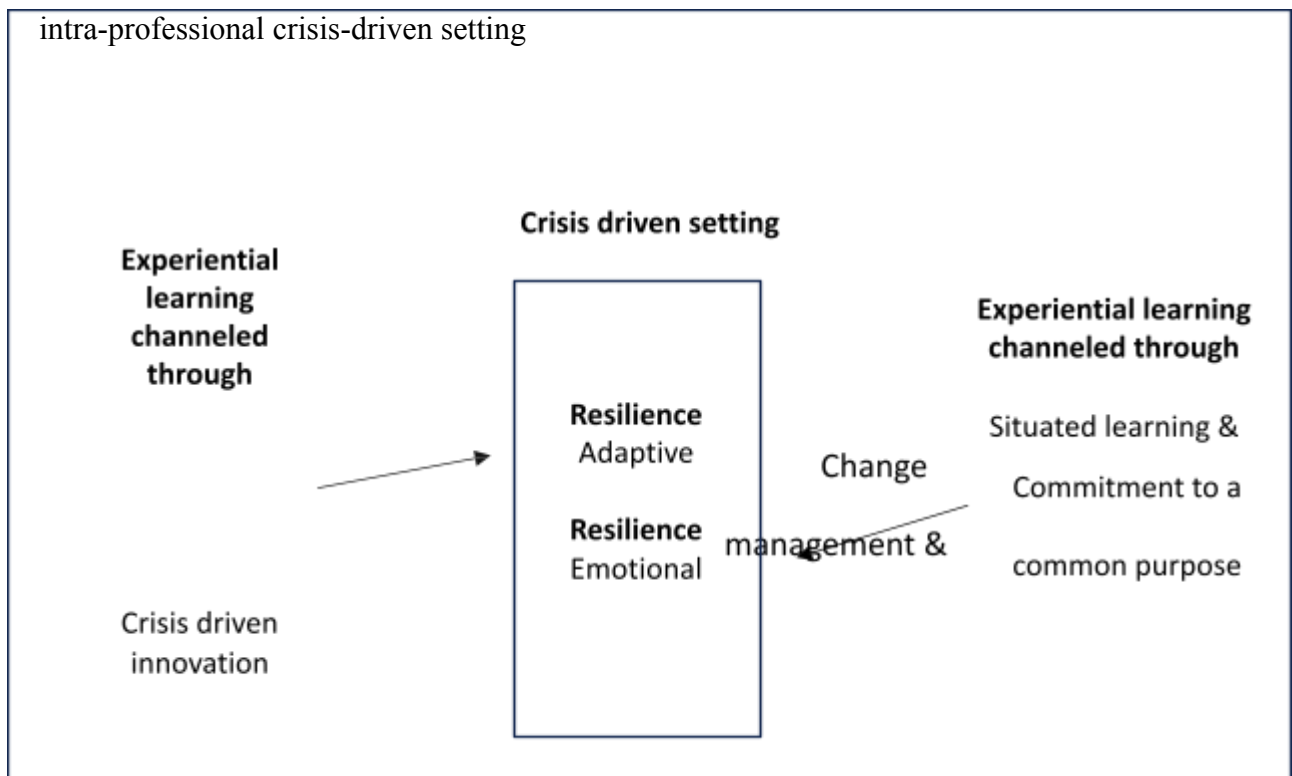 intra-professional crisis-driven setting
Crisis driven setting
Experiential
learning
channeled
through
Crisis driven
innovation
Resilience
Adaptive
Resilience
Emotional
Change
management &
Experiential learning
channeled through
Situated learning &
Commitment to a
common purpose